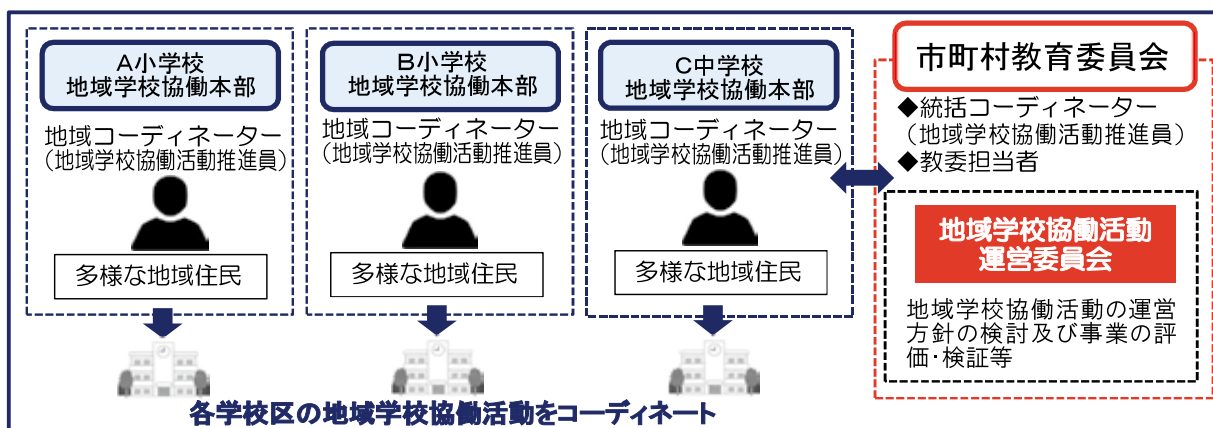 A小学校
地域学校協働本部
地域コーディネーター
(地域学校協働活動推進員)
多様な地域住民
B小学校
地域学校協働本部
地域コーディネーター
(地域学校協働活動推進員)
多様な地域住民
C中学校
地域学校協働本部
地域コーディネーター
(地域学校協働活動推進員)
多様な地域住民
各学校区の地域学校協働活動をコーディネート
市町村教育委員会
◆統括コーディネーター
(地域学校協働活動推進員)
◆教委担当者
地域学校協働活動
運営委員会
地域学校協働活動の運営
方針の検討及び事業の評
価・検証等